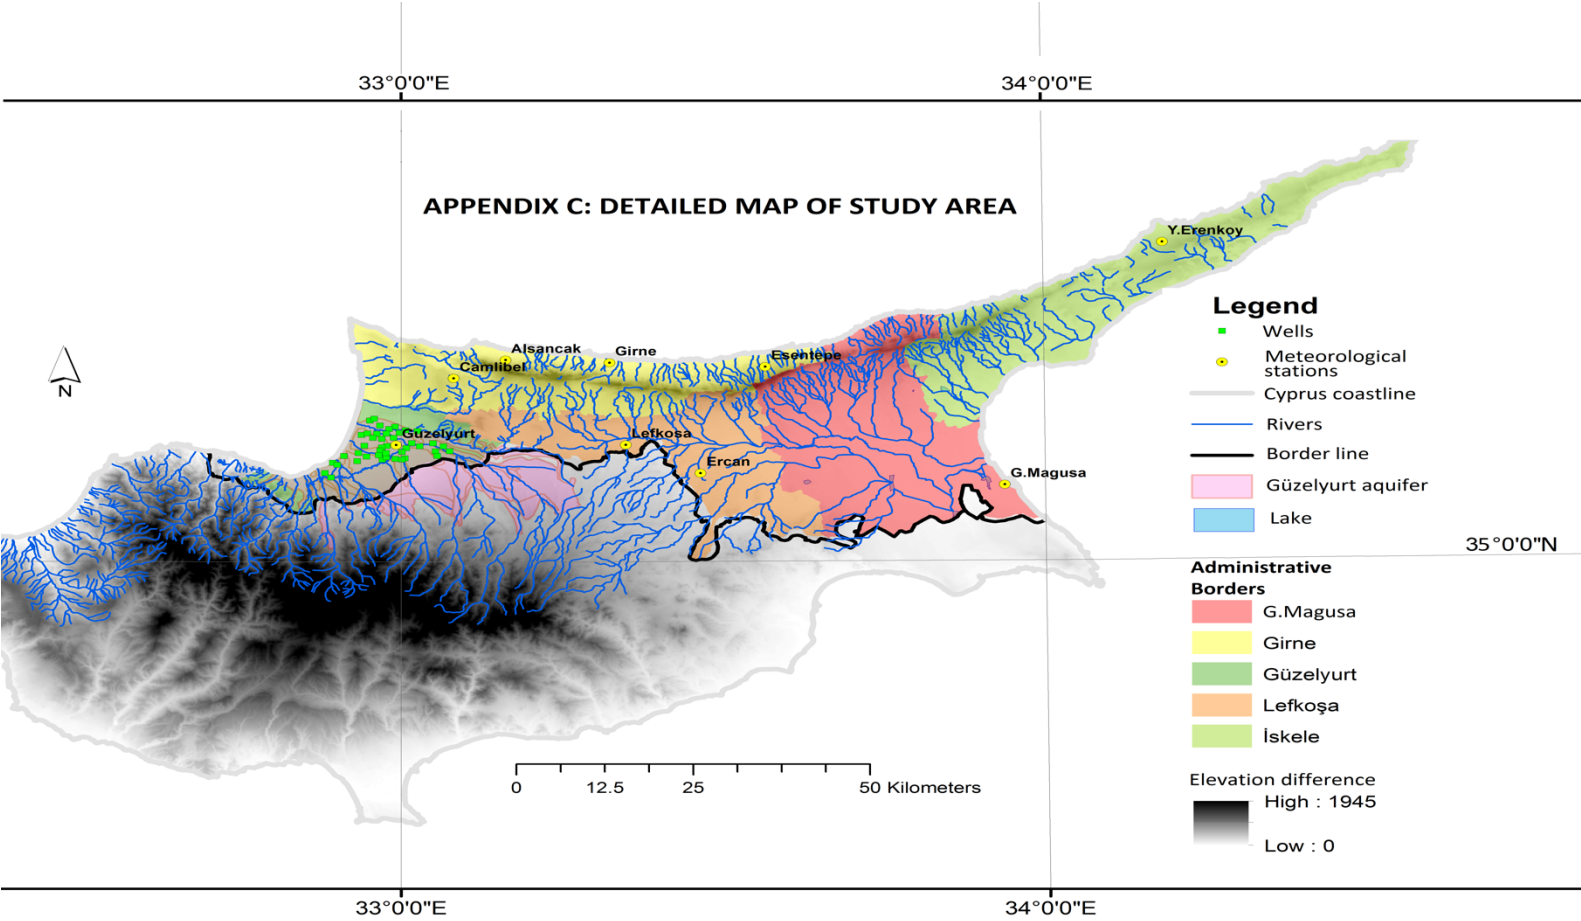 33°0'0"E
34°0'0"E
APPENDIX C: DETAILED MAP OF STUDY AREA
Y.Erenkoy
Alsancak
Girne
Esentepe
Camlibel
Guzelyurt
Lefkoşa
Ercan
G.Magusa
N
Legend
Wells
Meteorological
stations
Cyprus coastline
Rivers
Border line
Güzelyurt aquifer
Lake
35°0'0"N
Administrative
Borders
G.Magusa
Girne
Güzelyurt
Lefkoşa
İskele
Elevation difference
High : 1945
Low : 0
0 12.5 25 50 Kilometers
33°0'0"E
34°0'0"E